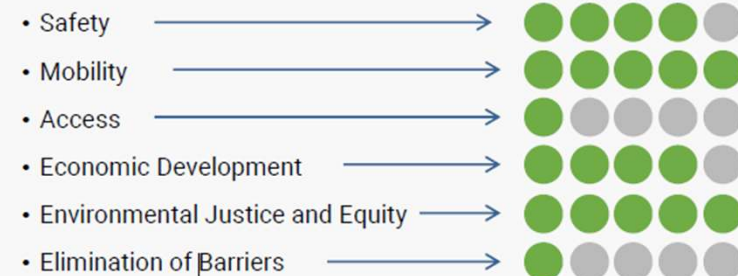 • Safety
• Mobility
• Access
• Economic Development
• Environmental Justice and Equity
• Elimination of Barriers